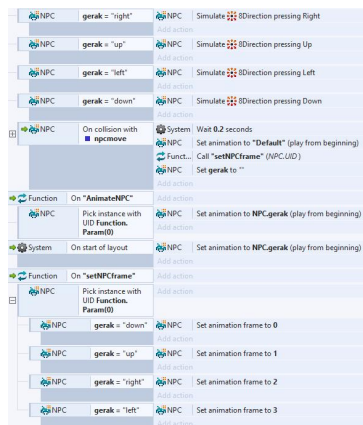 NPC gerak = "right" NPC Simulate 8Direction pressing Right
Add action
NPC gerak = "up" NPC Simulate 8Direction pressing Up
Add action
NPC gerak = "left" NPC Simulate 8Direction pressing Left
Add action
NPC gerak = "down" NPC Simulate 8Direction pressing Down
Add action
NPC On collision with System Wait 0.2 seconds
npcmove NPC Set animation to "Default" (play from beginning)
Funct... Call "setNPCframe" (NPC.UID )
NPC Set gerak to ""
Add action
Function On "AnimateNPC" Add action
NPC Pick instance with NPC Set animation to NPC.gerak (play from beginning)
UID Function. Add action
Param(0)
System On start of layout NPC Set animation to NPC.gerak (play from beginning)
Add action
Function On "setNPCframe" Add action
NPC Pick instance with Add action
UID Function.
Param(0)
NPC gerak = "down" NPC Set animation frame to 0
Add action
NPC gerak = "up" NPC Set animation frame to 1
Add action
NPC gerak = "right" NPC Set animation frame to 2
Add action
NPC gerak = "left" NPC Set animation frame to 3
Add action